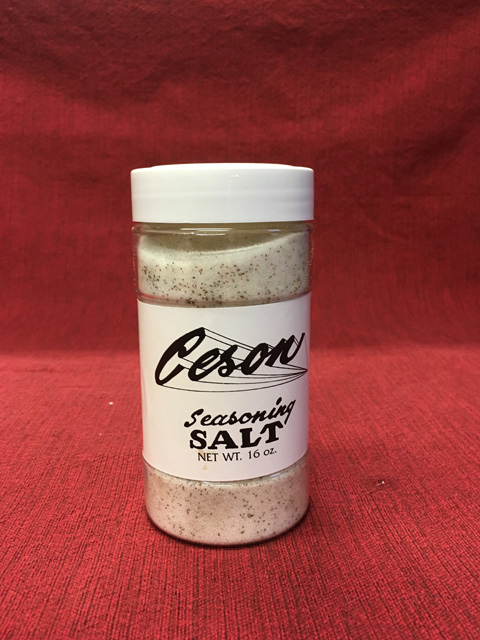 Ceson
Seasoning
SALT
NET WT. 16 oz.